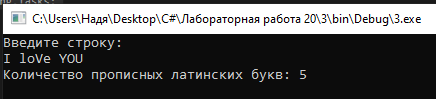 C:\Users\Надя\Desktop\C#\Лабораторная работа 20\3\bin\Debug\3.exe
Введите строку:
I loVe YOU
Количество прописных латинских букв: 5